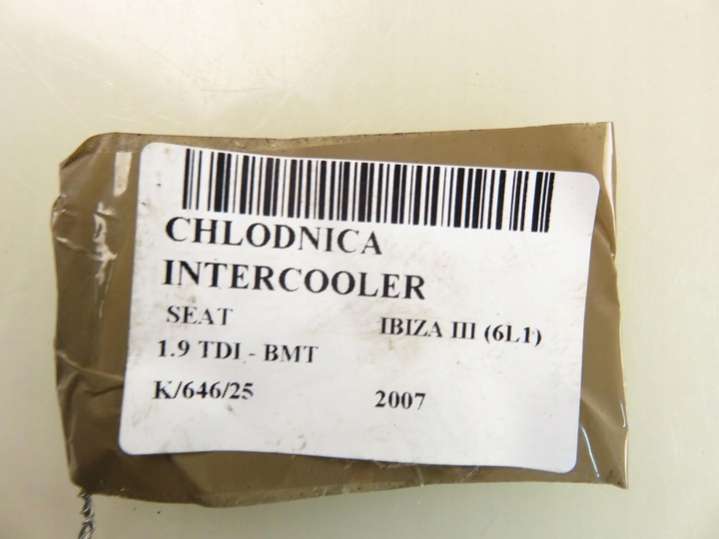 CHLODNICA
INTERCOOLER
SEAT IBIZA III (6L1)
1.9 TDI - BMT
K/646/25 2007